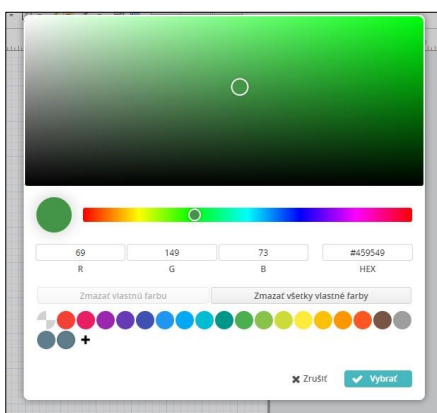 69 149 73 #459549
R G B HEX
Zmazať vlastnú farbu Zmazať všetky vlastné farby
+
Zrušiť Vybrať